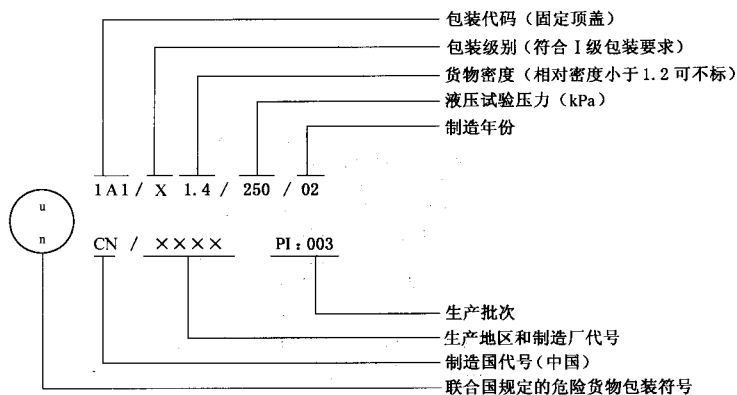 包装代码（固定顶盖）
包装级别（符合Ⅰ级包装要求）
货物密度（相对密度小于1.2可不标）
液压试验压力（kPa）
制造年份
1A1/X 1.4/250/02
u
n
CN/×××× PI：003
生产批次
生产地区和制造厂代号
制造国代号（中国）
联合国规定的危险货物包装符号